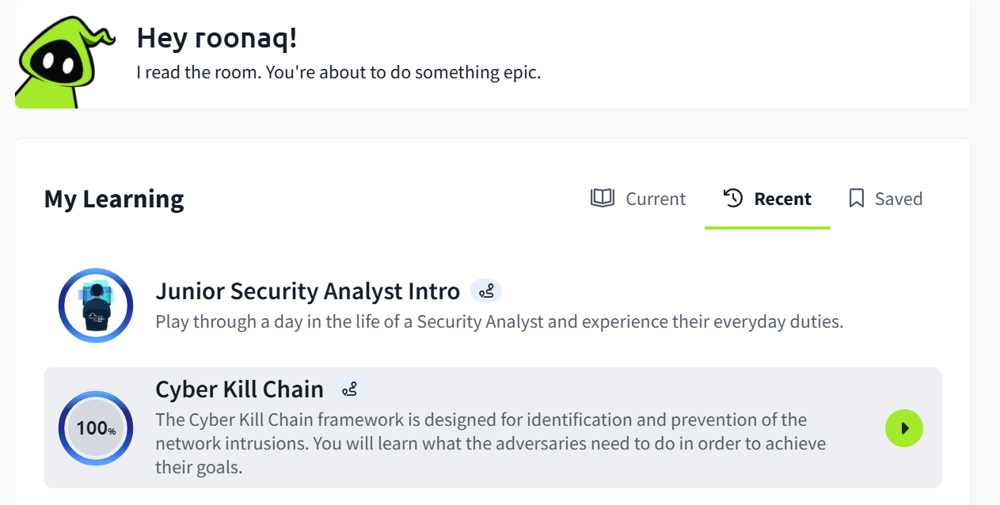 Hey roonaq!
I read the room. You're about to do something epic.
My Learning
Current
Recent
Saved
Junior Security Analyst Intro
Play through a day in the life of a Security Analyst and experience their everyday duties.
Cyber Kill Chain
100%
The Cyber Kill Chain framework is designed for identification and prevention of the
network intrusions. You will learn what the adversaries need to do in order to achieve
their goals.